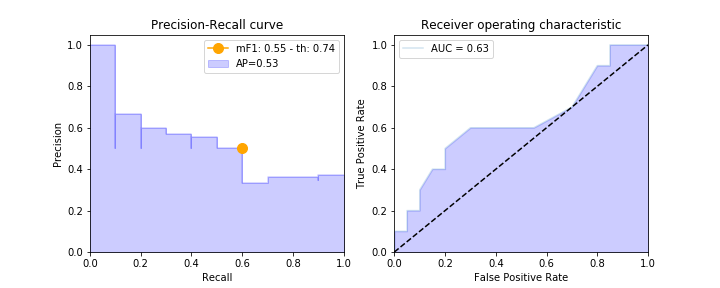 Precision-Recall curve
mF1: 0.55 - th: 0.74
AP=0.53
Precision
1.0
0.8
0.6
0.4
0.2
0.0
0.0 0.2 0.4 0.6 0.8 1.0
Recall
Receiver operating characteristic
AUC = 0.63
True Positive Rate
1.0
0.8
0.6
0.4
0.2
0.0
0.0 0.2 0.4 0.6 0.8 1.0
False Positive Rate